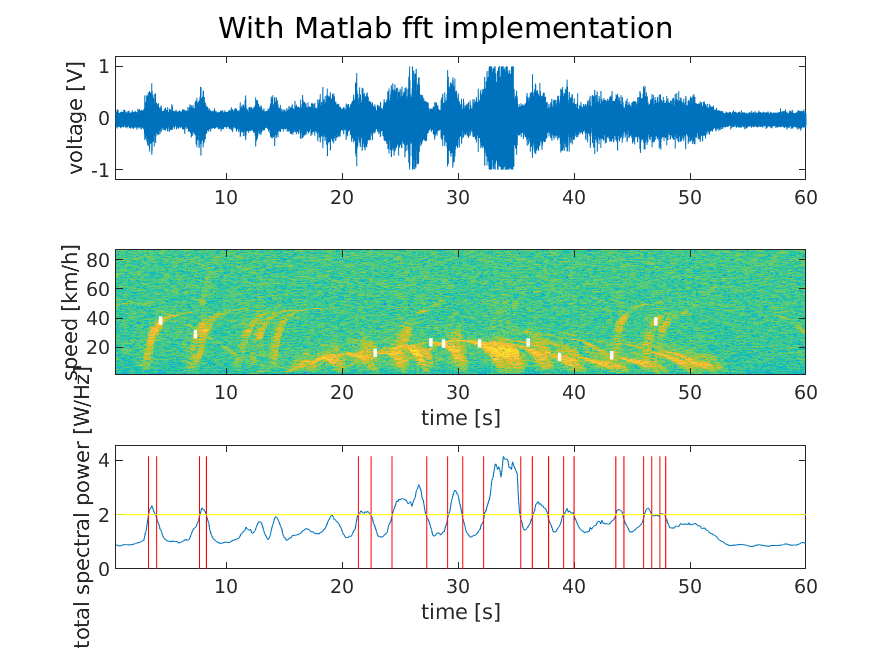 With Matlab fft implementation
voltage [V]
1
0
-1
10 20 30 40 50 60
speed [km/h]
80
60
40
20
10 20 30 40 50 60
time [s]
total spectral power [W/Hz]
4
2
0
10 20 30 40 50 60
time [s]